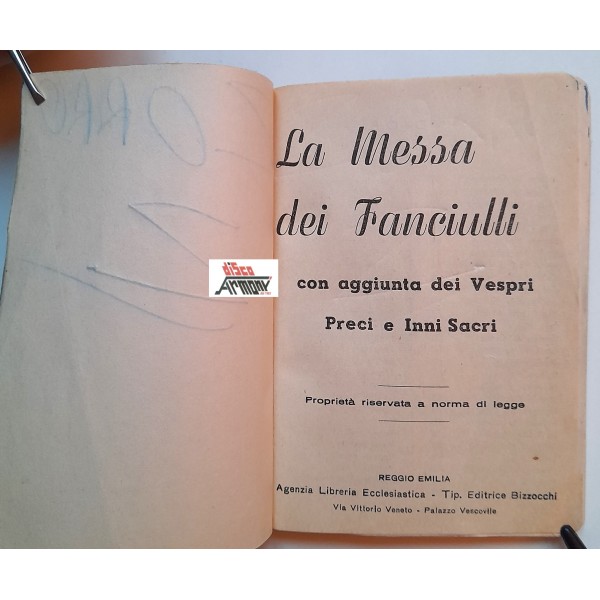 disco
Armony
La Messa
dei Fanciulli
con aggiunta dei Vespri
Preci e Inni Sacri
Proprietà riservata a norma di legge
REGGIO EMILIA
Agenzia Libreria Ecclesiastica - Tip. Editrice Bizzocchi
Via Vittorio Veneto - Palazzo Vescovile